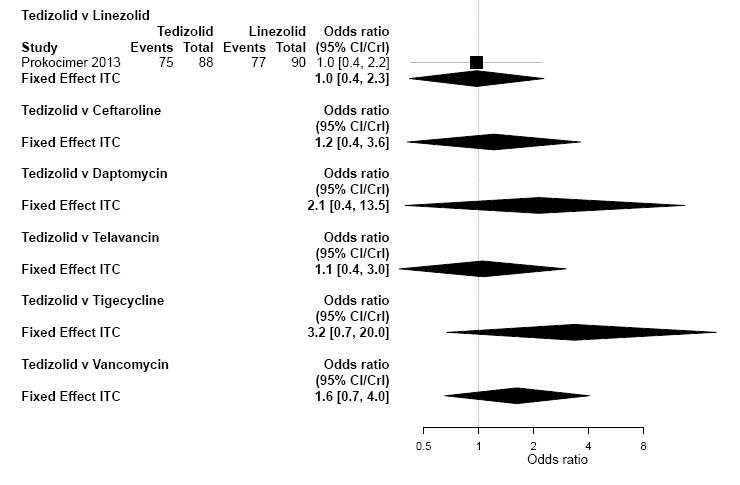 Tedizolid v Linezolid
Tedizolid Linezolid Odds ratio
Study Events Total Events Total (95% CI/CrI)
Prokocimer 2013 75 88 77 90 1.0 [0.4, 2.2]
Fixed Effect ITC 1.0 [0.4, 2.3]
Tedizolid v Ceftaroline Odds ratio
(95% CI/CrI)
Fixed Effect ITC 1.2 [0.4, 3.6]
Tedizolid v Daptomycin Odds ratio
(95% CI/CrI)
Fixed Effect ITC 2.1 [0.4, 13.5]
Tedizolid v Telavancin Odds ratio
(95% CI/CrI)
Fixed Effect ITC 1.1 [0.4, 3.0]
Tedizolid v Tigecycline Odds ratio
(95% CI/CrI)
Fixed Effect ITC 3.2 [0.7, 20.0]
Tedizolid v Vancomycin Odds ratio
(95% CI/CrI)
Fixed Effect ITC 1.6 [0.7, 4.0]
0.5 1 2 4 8
Odds ratio